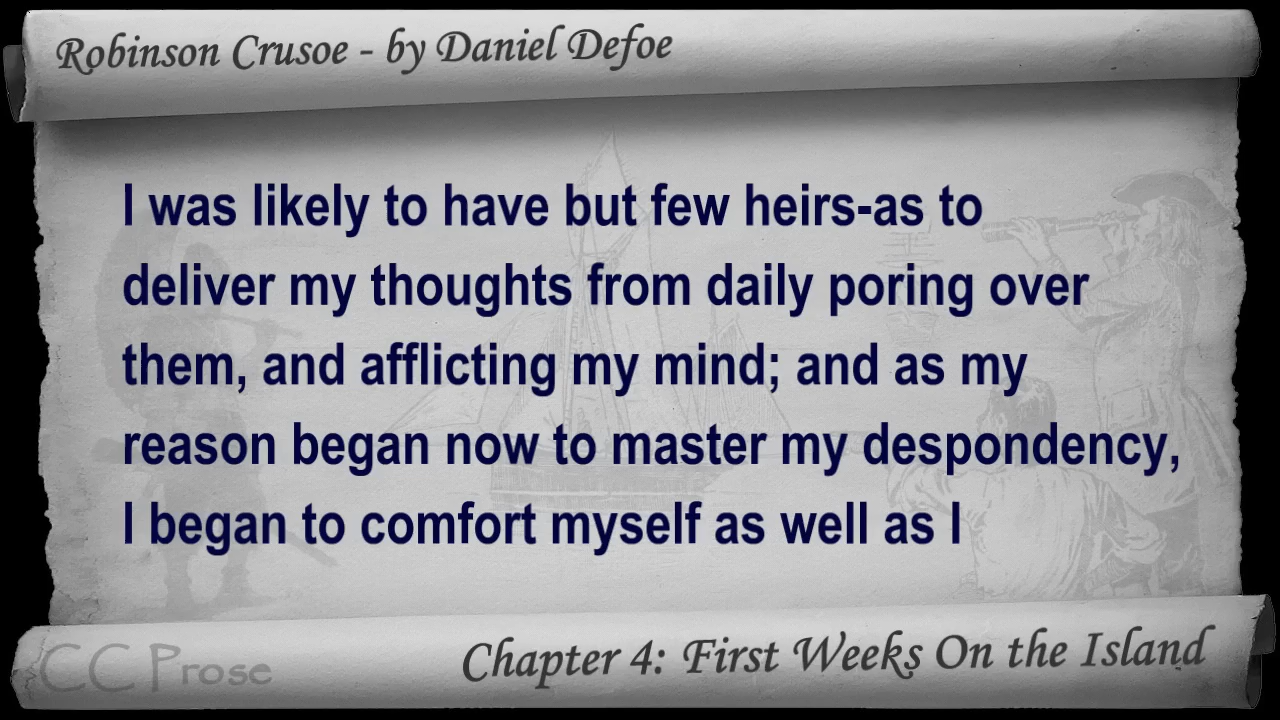 Robinson Crusoe - by Daniel Defoe
I was likely to have but few heirs-as to
deliver my thoughts from daily poring over
them, and afflicting my mind; and as my
reason began now to master my despondency,
I began to comfort myself as well as I
CC Prose
Chapter 4: First Weeks On the Island